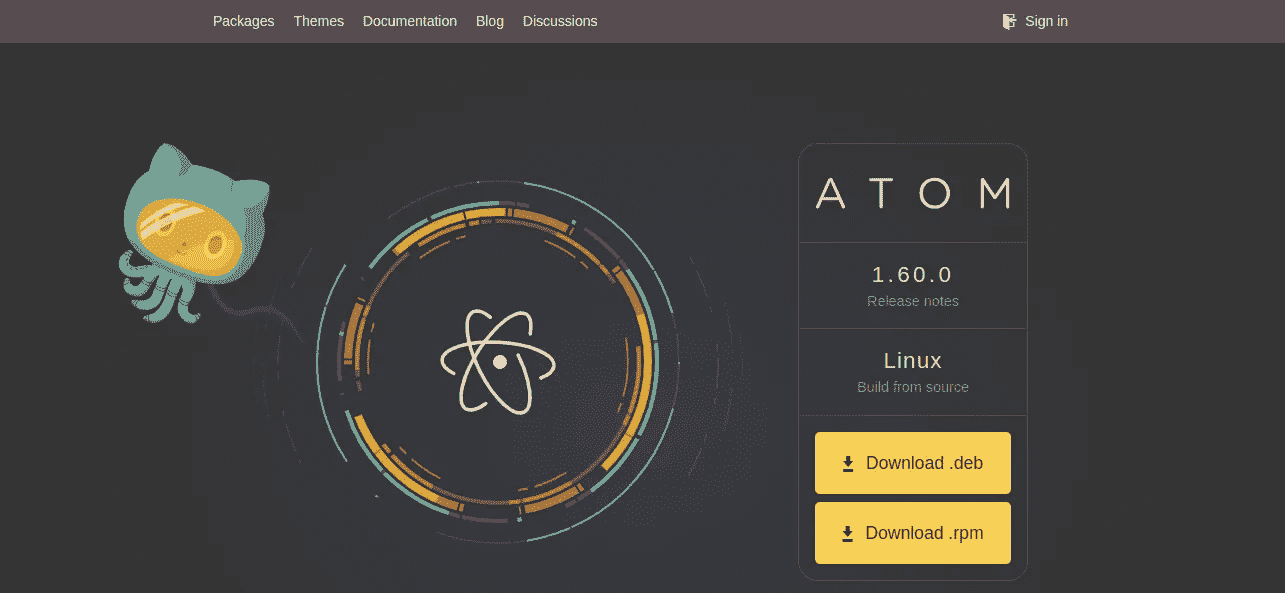 Packages Themes Documentation Blog Discussions Sign in
ATOM
1.60.0
Release notes
Linux
Build from source
Download .deb
Download .rpm